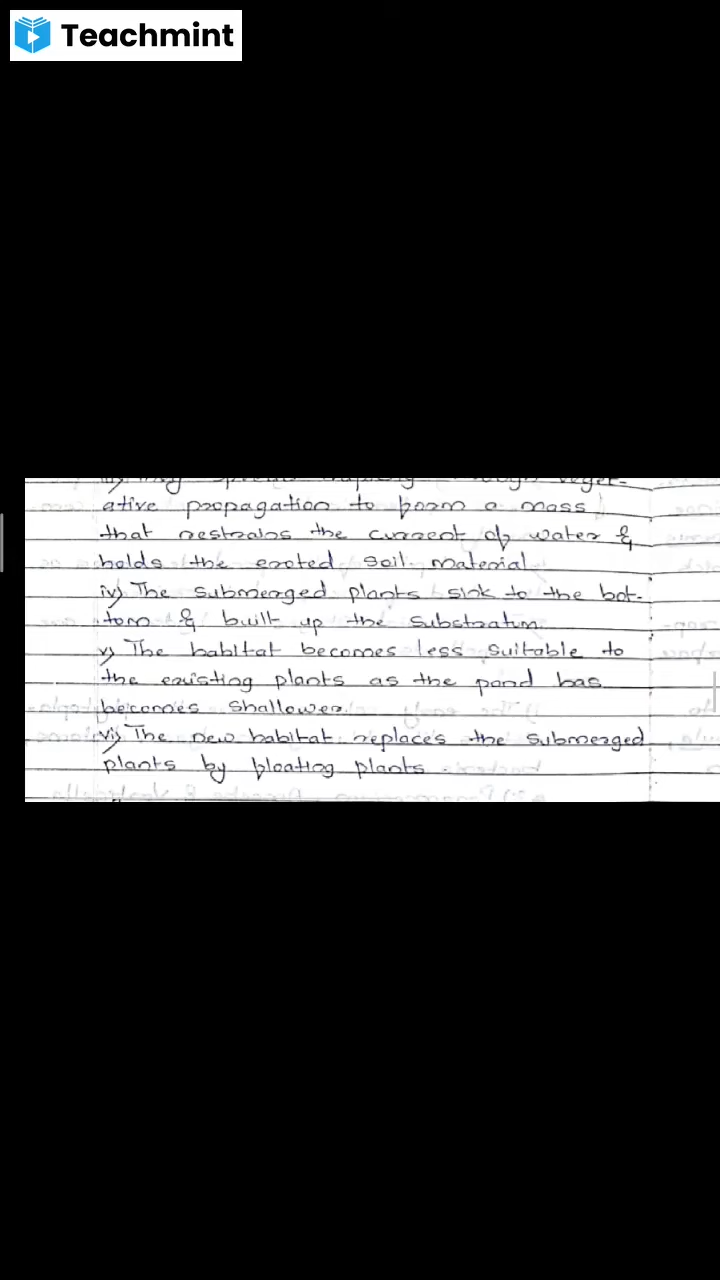 Teachmint
ative propagation to form a mass
that restrains the current of water &
holds the eroted soil material
iv) The submerged plants sink to the bot-
tom & built up the substratum.
v) The habitat becomes less suitable to
the existing plants as the pond has
becomes shallower.
vi) The new habitat replaces the submerged
plants by floating plants.